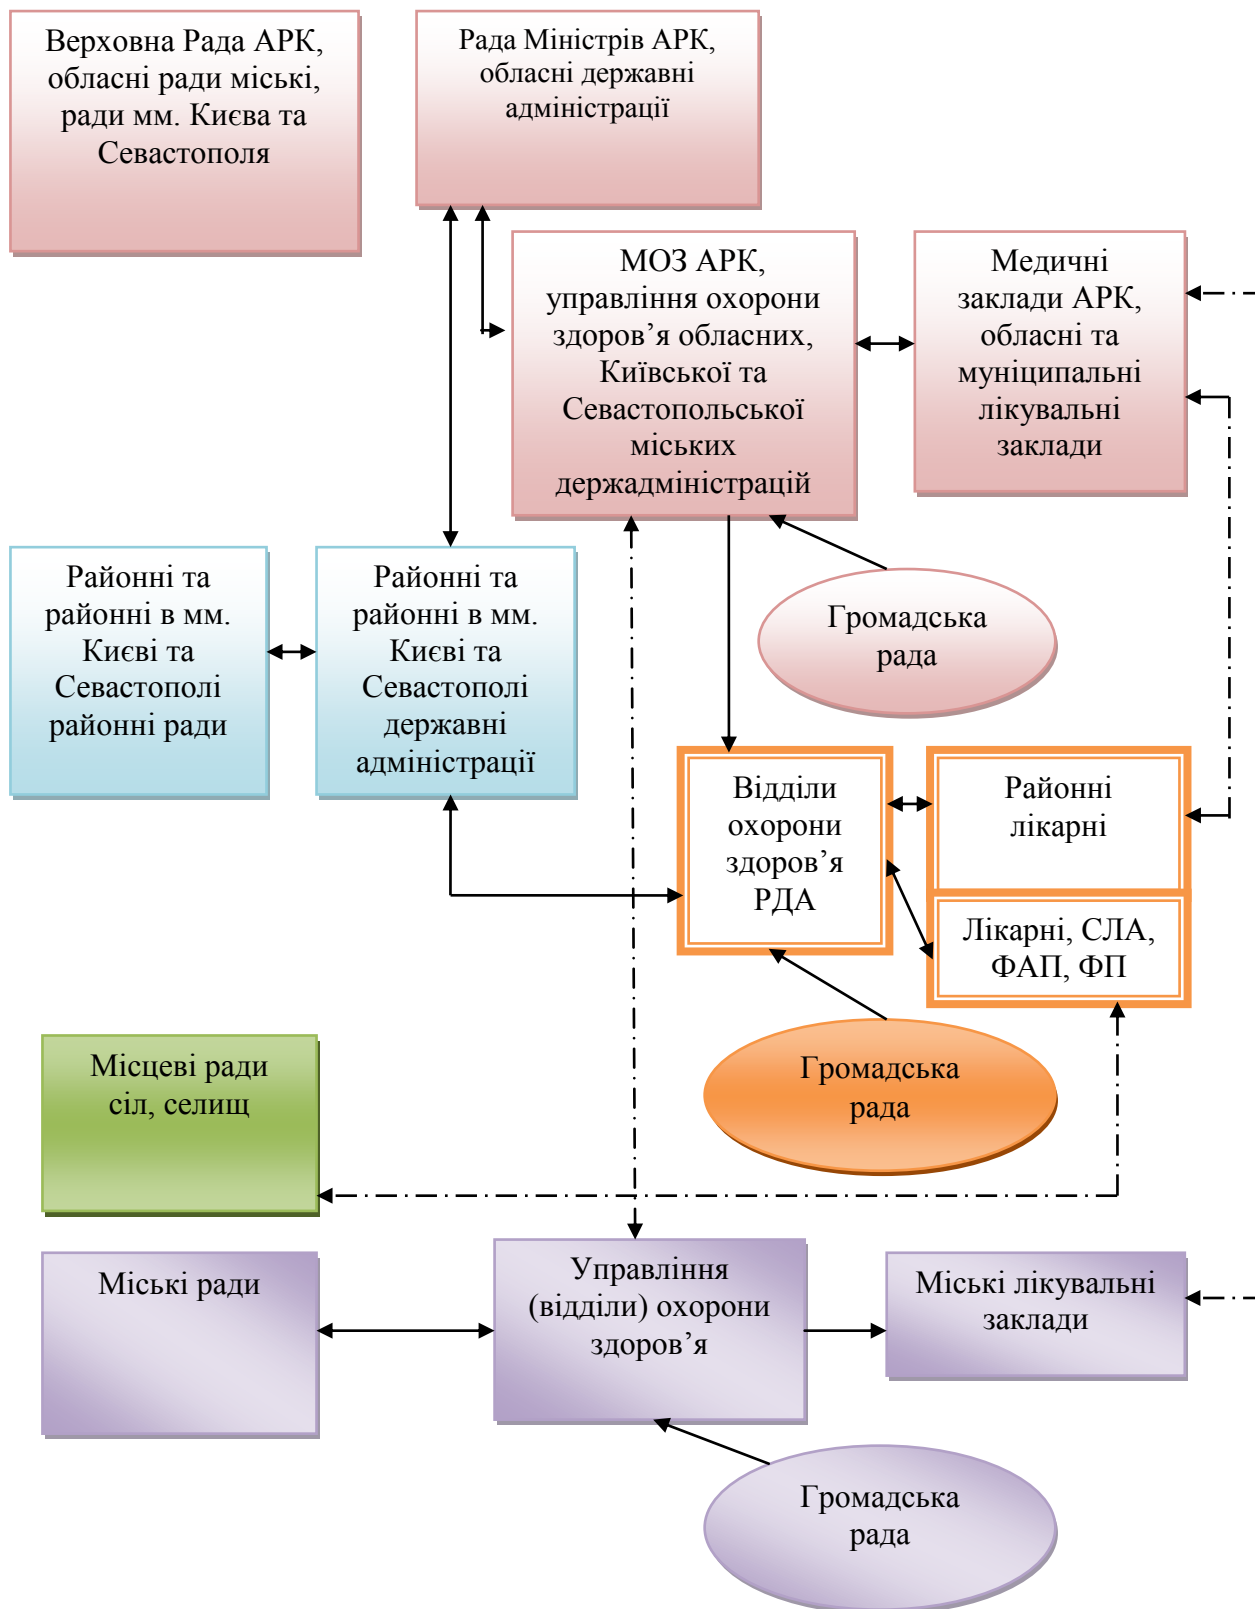 Верховна Рада АРК,
обласні ради міські,
ради мм. Києва та
Севастополя
Рада Міністрів АРК,
обласні державні
адміністрації
МОЗ АРК,
управління охорони
здоров’я обласних,
Київської та
Севастопольської
міських
держадміністрацій
Медичні
заклади АРК,
обласні та
муніципальні
лікувальні
заклади
Районні та
районні в мм.
Києві та
Севастополі
районні ради
Районні та
районні в мм.
Києві та
Севастополі
державні
адміністрації
Громадська
рада
Відділи
охорони
здоров’я
РДА
Районні
лікарні
Лікарні, СЛА,
ФАП, ФП
Громадська
рада
Місцеві ради
сіл, селищ
Міські ради
Управління
(відділи) охорони
здоров’я
Міські лікувальні
заклади
Громадська
рада